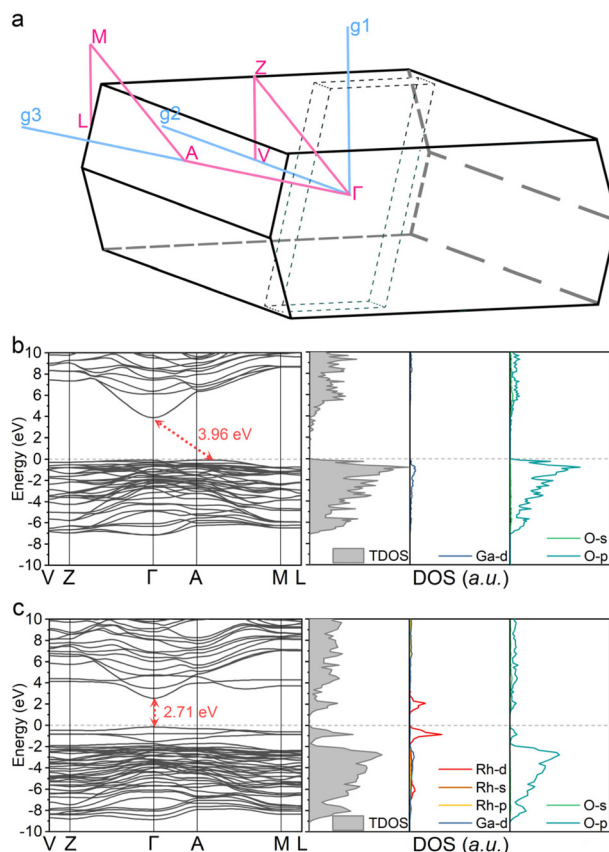 a
M
g1
Z
g3
g2
L
A
V
Γ
b
10
8
6
4
2
0
-2
-4
-6
-8
-10
Energy (eV)
3.96 eV
V Z Γ A M L
TDOS
Ga-d
O-s
O-p
DOS (a.u.)
c
10
8
6
4
2
0
-2
-4
-6
-8
-10
Energy (eV)
2.71 eV
V Z Γ A M L
TDOS
Rh-d
Rh-s
Rh-p
Ga-d
O-s
O-p
DOS (a.u.)